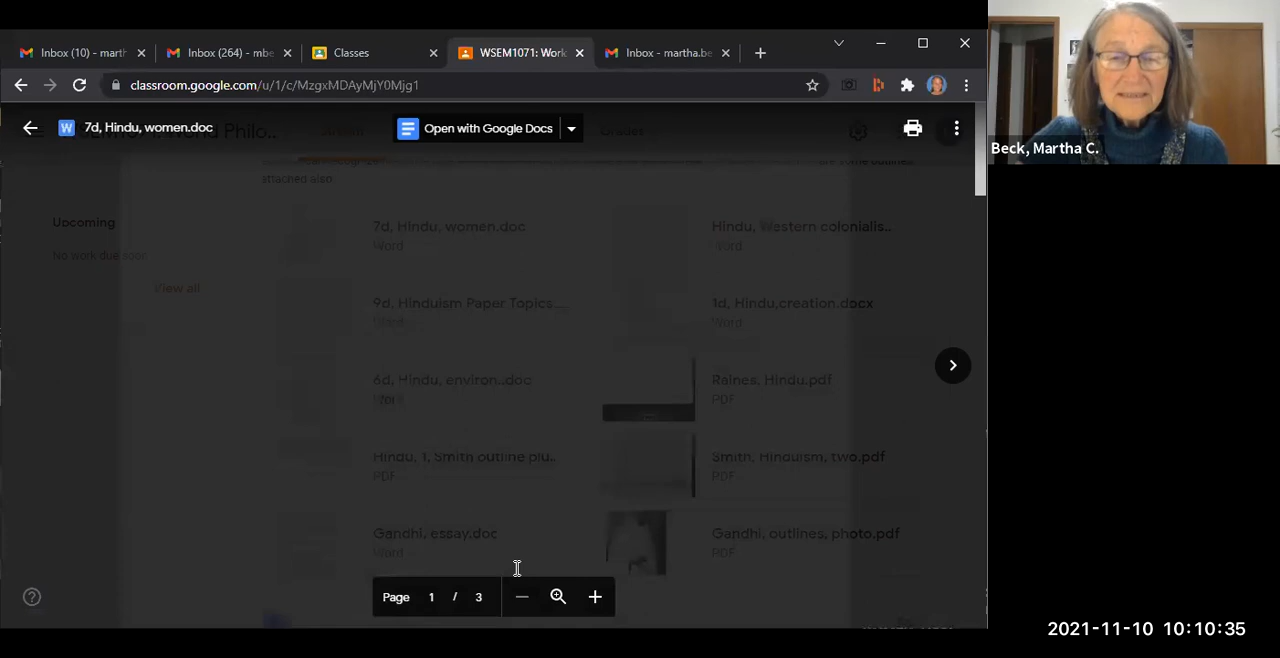 Inbox (10) - mart
Inbox (264) - mbe
Classes
WSEM1071: Work
Inbox - martha.be
classroom.google.com/u/1/c/MzgxMDAyMjY0Mjg1
7d, Hindu, women.doc
Open with Google Docs
Grades
attached also.
Upcoming
No work due soon
View all
7d, Hindu, women.doc
Word
Hindu, Western colonialis..
Word
9d, Hinduism Paper Topics....
Word
1d, Hindu,creation.docx
Word
6d, Hindu, environ..doc
Word
Raines, Hindu.pdf
PDF
Hindu, 1, Smith outline plu..
PDF
Smith, Hinduism, two.pdf
PDF
Gandhi, essay.doc
Word
Gandhi, outlines, photo.pdf
PDF
Page 1 / 3
Beck, Martha C.
2021-11-10 10:10:35